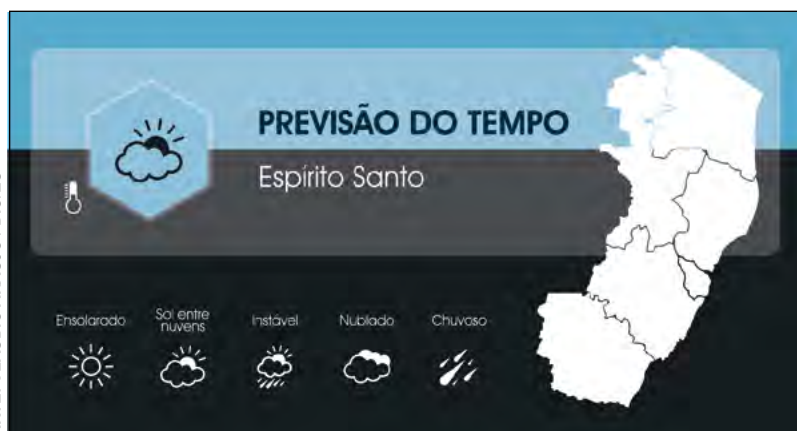 PREVISÃO DO TEMPO
Espírito Santo
Ensolarado
Sol entre
nuvens
Instável
Nublado
Chuvoso